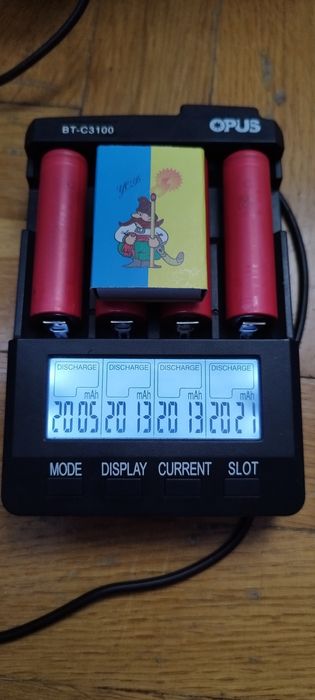 BT-C3100 OPUS
DISCHARGE DISCHARGE DISCHARGE DISCHARGE
mAh mAh mAh mAh
2005 2013 2013 2021
MODE DISPLAY CURRENT SLOT